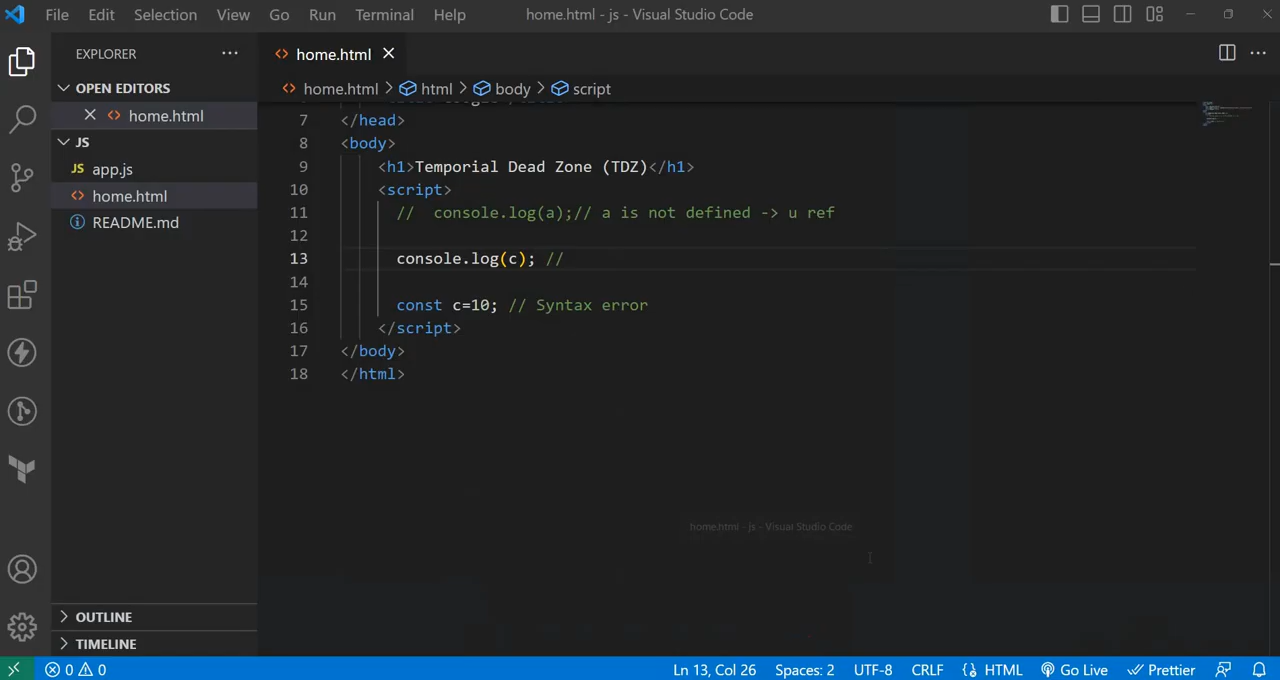 File Edit Selection View Go Run Terminal Help
home.html - js - Visual Studio Code
EXPLORER
OPEN EDITORS
home.html
JS
JS app.js
home.html
README.md
OUTLINE
TIMELINE
home.html
home.html > html > body > script
7 </head>
8 <body>
9 <h1>Temporial Dead Zone (TDZ)</h1>
10 <script>
11 // console.log(a);// a is not defined -> u ref
12
13 console.log(c); //
14
15 const c=10; // Syntax error
16 </script>
17 </body>
18 </html>
home.html - js - Visual Studio Code
0 0 Ln 13, Col 26 Spaces: 2 UTF-8 CRLF HTML Go Live Prettier